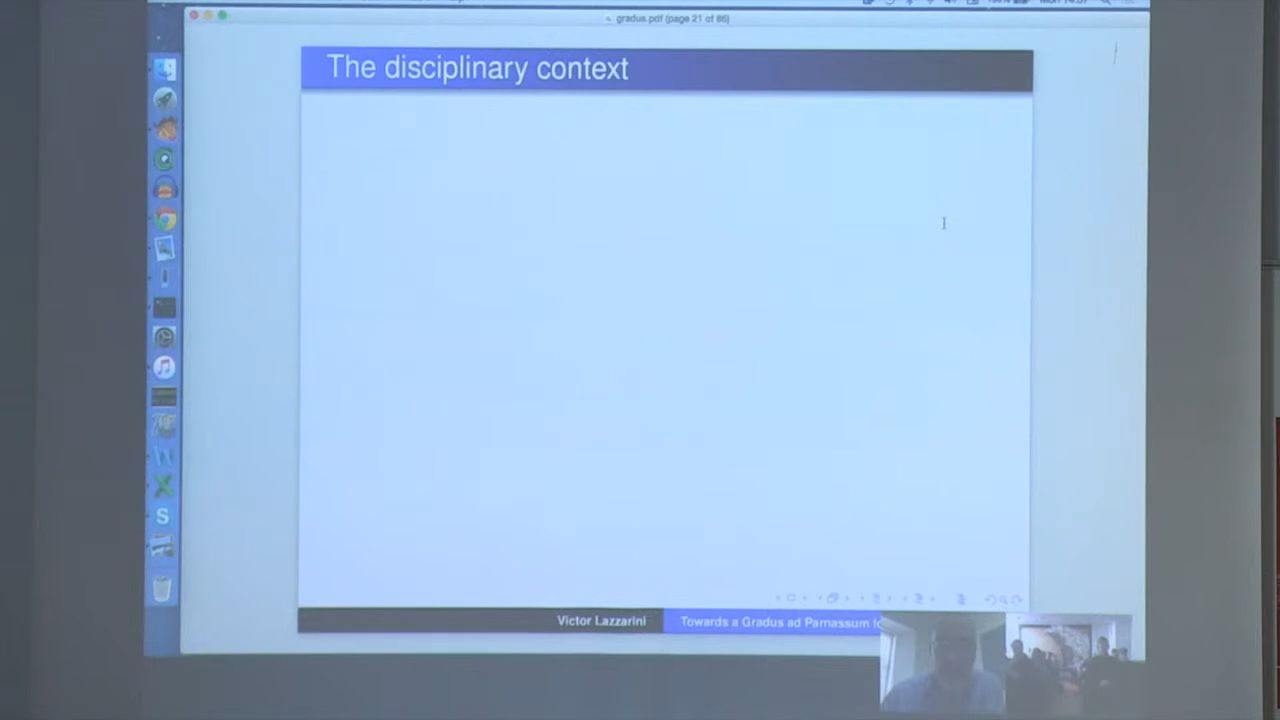 gradus.pdf (page 21 of 86)
The disciplinary context
S
Victor Lazzarini
Towards a Gradus ad Parnassum fo